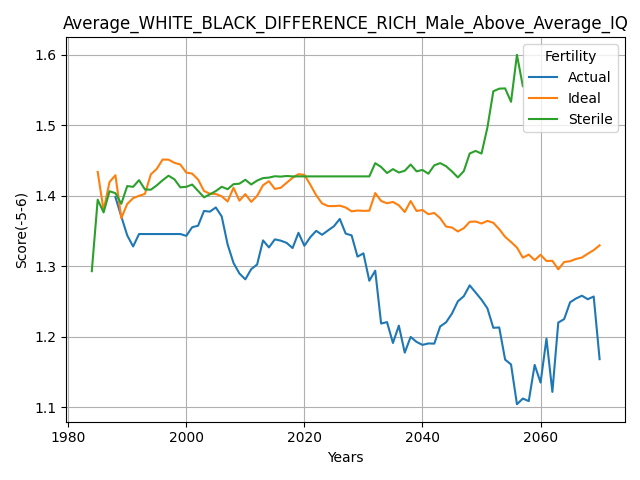 Average_WHITE_BLACK_DIFFERENCE_RICH_Male_Above_Average_IQ
Fertility
Actual
Ideal
Sterile
Score(-5-6)
1.6
1.5
1.4
1.3
1.2
1.1
1980 2000 2020 2040 2060
Years